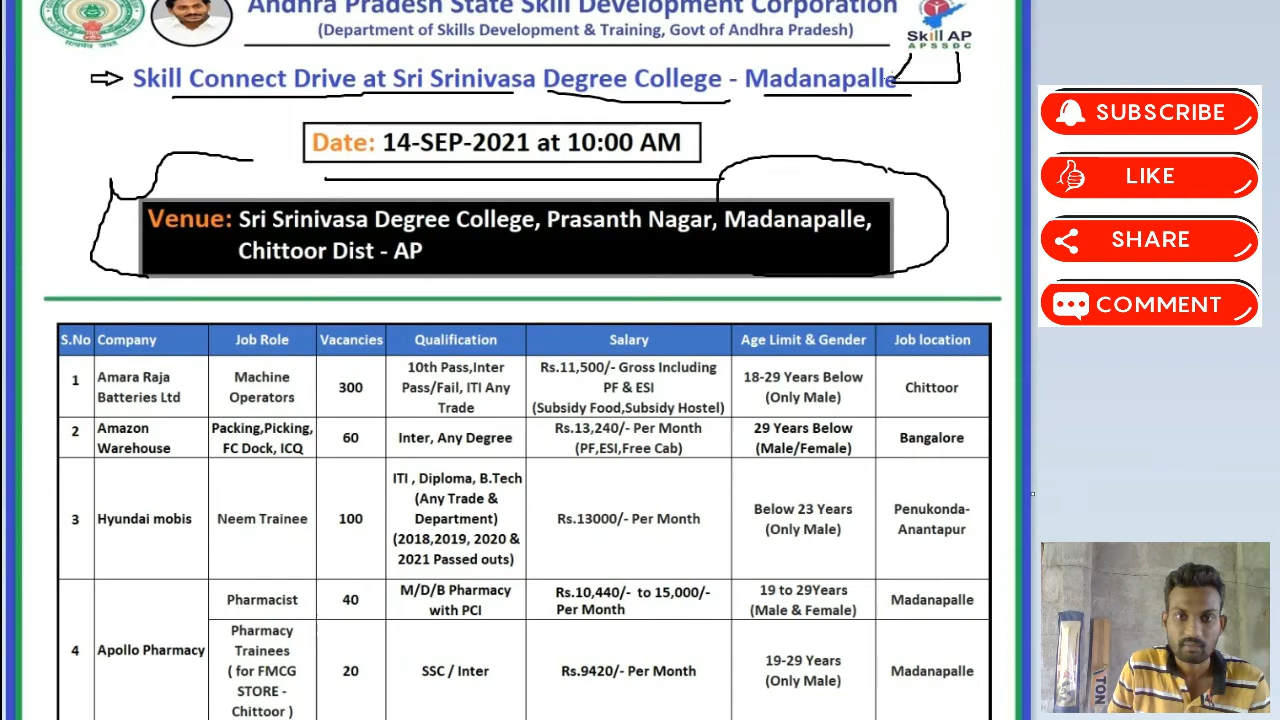 Andhra Pradesh State Skill Development Corporation
(Department of Skills Development & Training, Govt of Andhra Pradesh)
सत्यमेव जयते
Skill AP
APSSDC
Skill Connect Drive at Sri Srinivasa Degree College - Madanapalle
Date: 14-SEP-2021 at 10:00 AM
Venue: Sri Srinivasa Degree College, Prasanth Nagar, Madanapalle,
Chittoor Dist - AP
S.No Company Job Role Vacancies Qualification Salary Age Limit & Gender Job location
1
Amara Raja
Batteries Ltd
Machine
Operators
300
10th Pass,Inter
Pass/Fail, ITI Any
Trade
Rs.11,500/- Gross Including
PF & ESI
(Subsidy Food,Subsidy Hostel)
18-29 Years Below
(Only Male)
Chittoor
2
Amazon
Warehouse
Packing,Picking,
FC Dock, ICQ
60
Inter, Any Degree
Rs.13,240/- Per Month
(PF,ESI,Free Cab)
29 Years Below
(Male/Female)
Bangalore
3
Hyundai mobis
Neem Trainee
100
ITI , Diploma, B.Tech
(Any Trade &
Department)
(2018,2019, 2020 &
2021 Passed outs)
Rs.13000/- Per Month
Below 23 Years
(Only Male)
Penukonda-
Anantapur
4
Apollo Pharmacy
Pharmacist
40
M/D/B Pharmacy
with PCI
Rs.10,440/- to 15,000/-
Per Month
19 to 29Years
(Male & Female)
Madanapalle
Pharmacy
Trainees
( for FMCG
STORE -
Chittoor )
20
SSC / Inter
Rs.9420/- Per Month
19-29 Years
(Only Male)
Madanapalle
SUBSCRIBE
LIKE
SHARE
COMMENT
TON